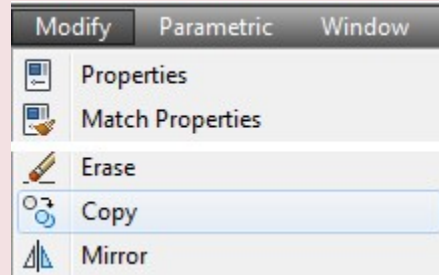 Modify Parametric Window
Properties
Match Properties
Erase
Copy
Mirror